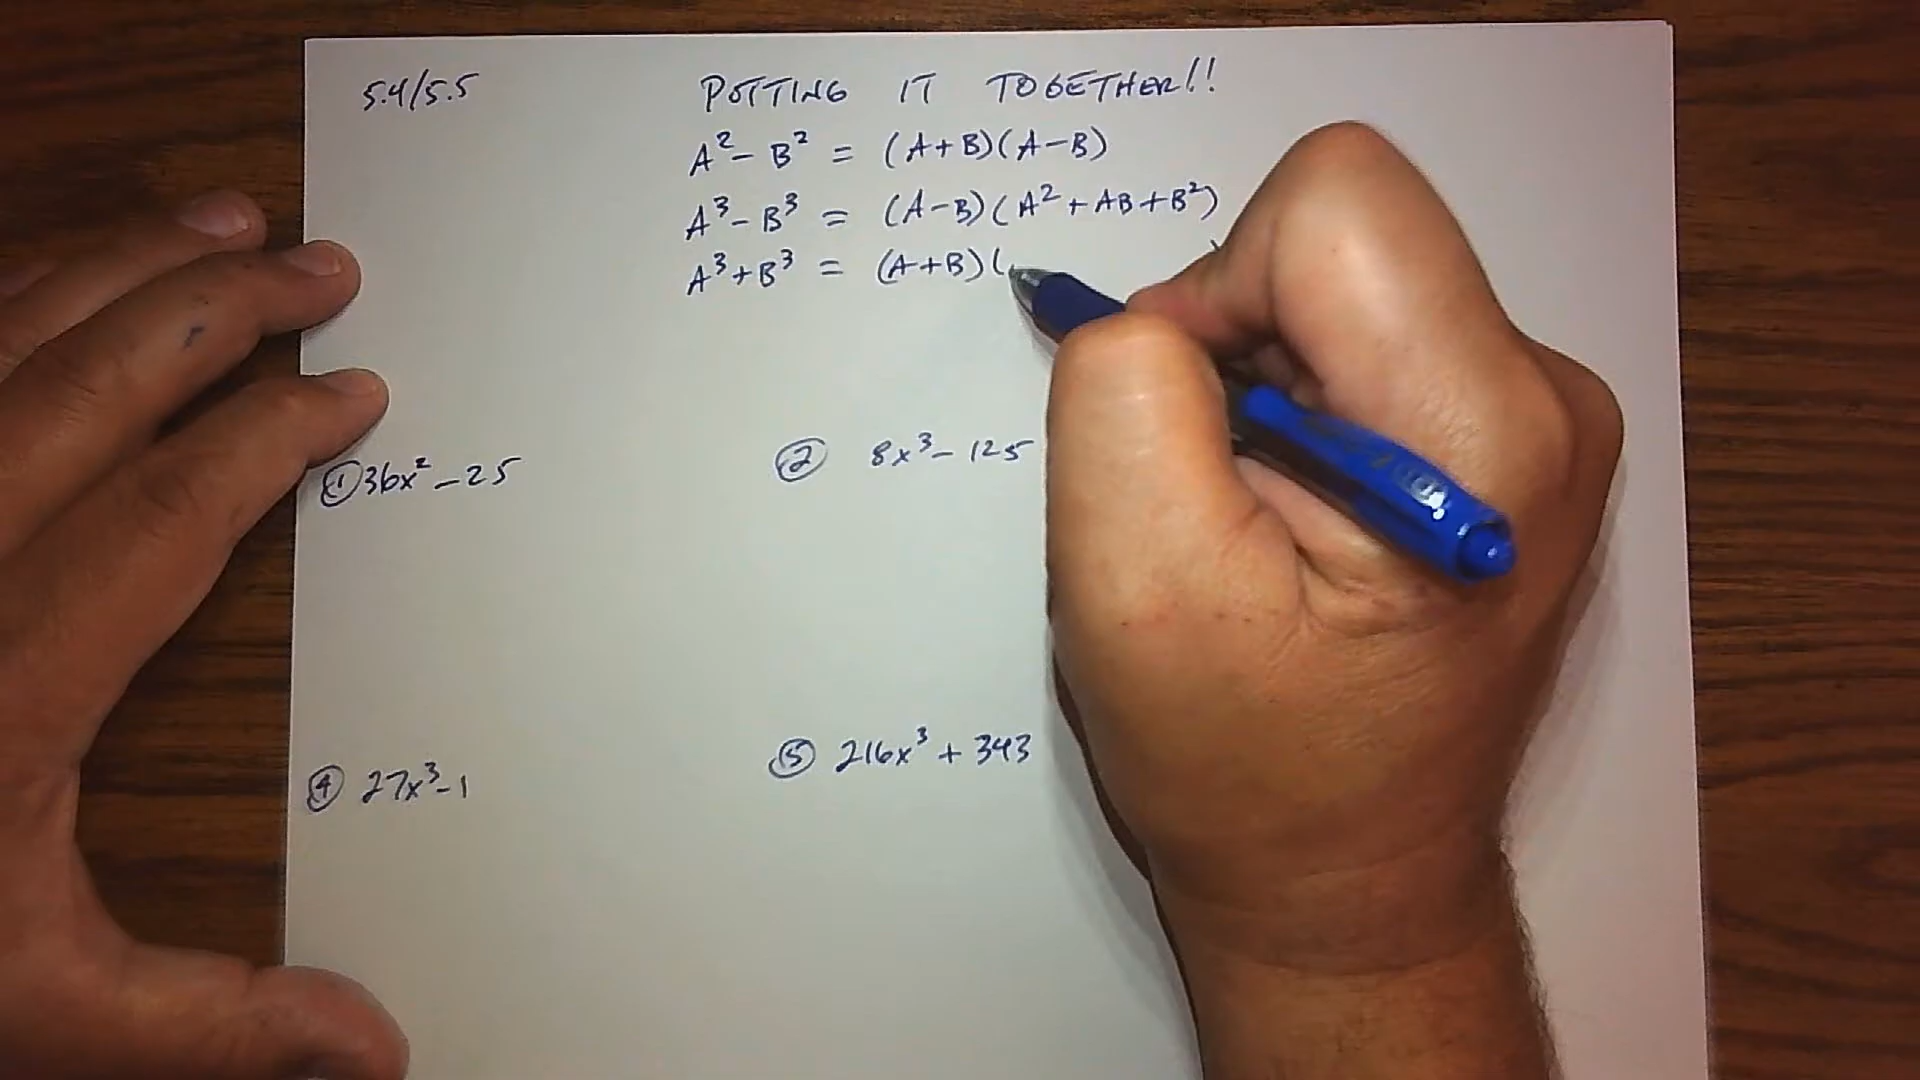 5.4/5.5 PUTTING IT TOGETHER!!
A² - B² = (A+B)(A-B)
A³ - B³ = (A-B)(A² + AB + B²)
A³ + B³ = (A+B)(
① 36x² - 25 ② 8x³ - 125
④ 27x³ - 1 ⑤ 216x³ + 343